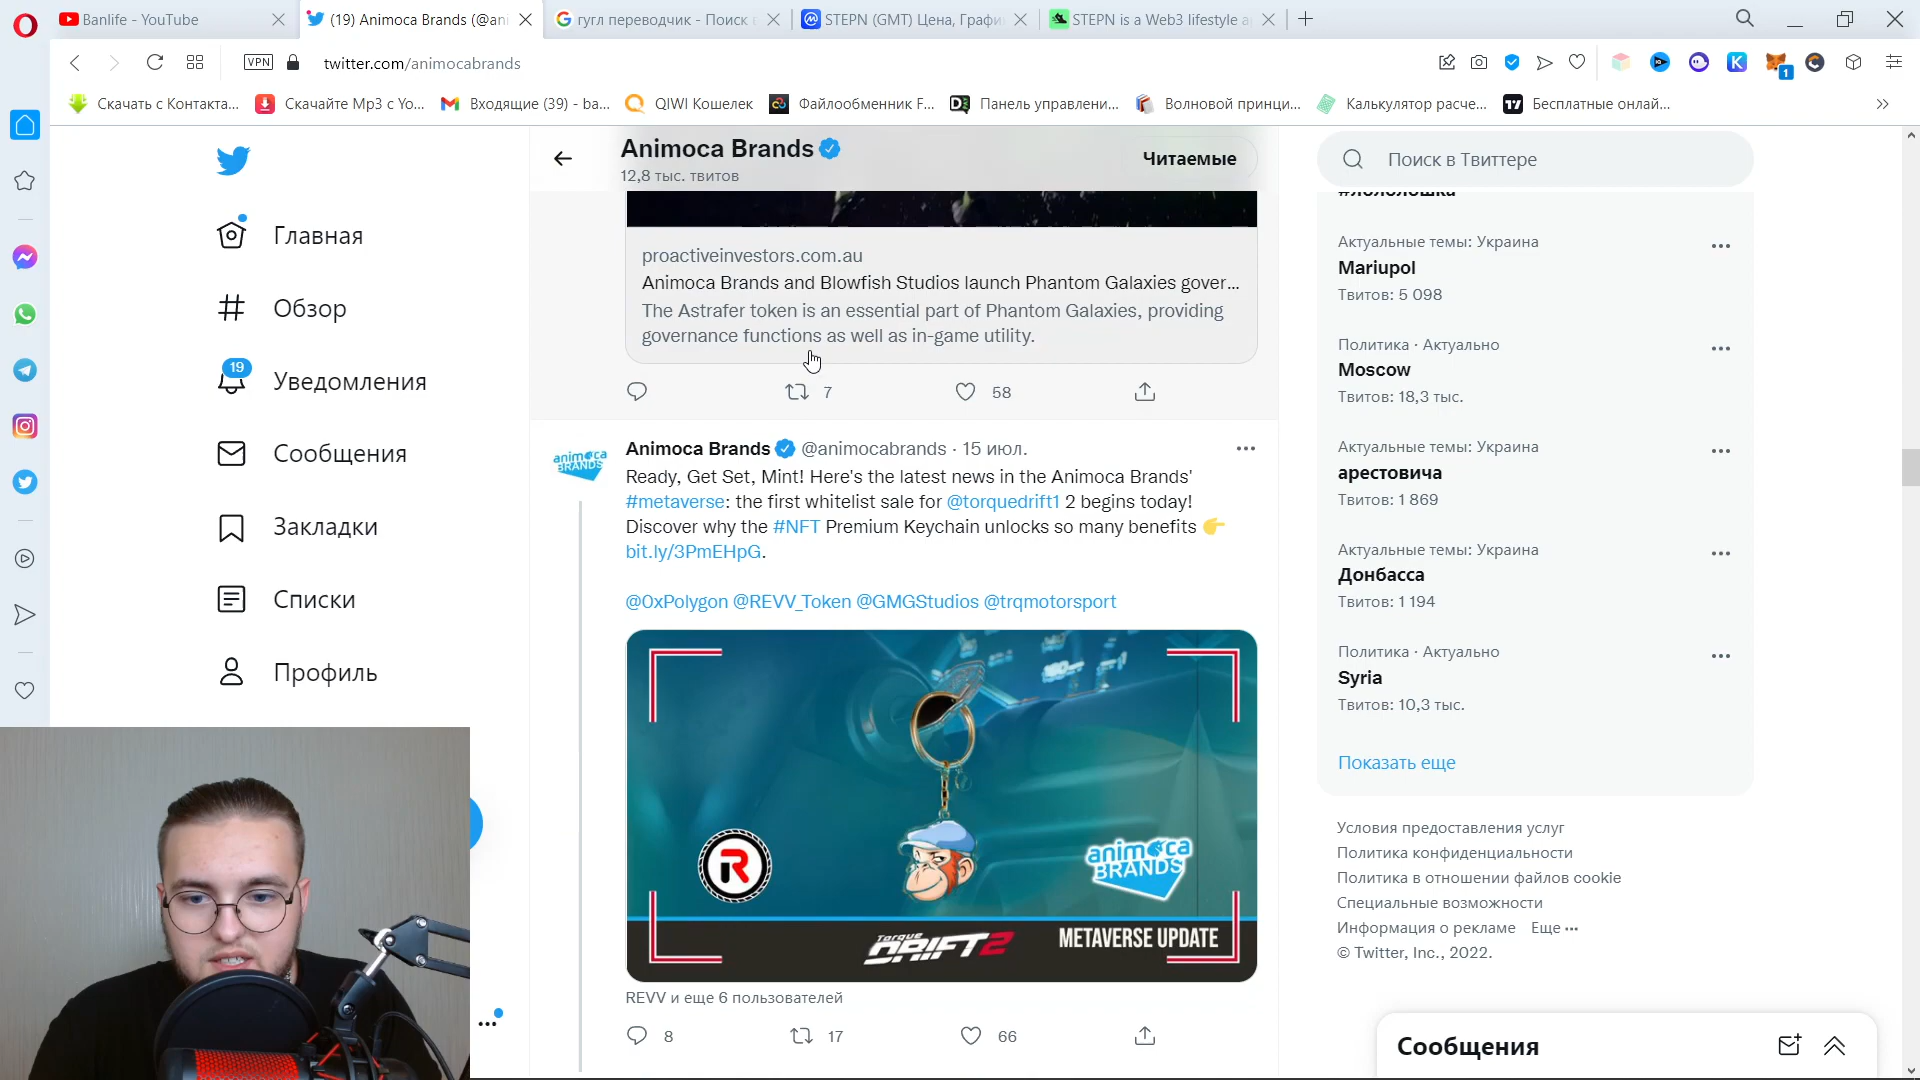 Banlife - YouTube
(19) Animoca Brands (@ani
гугл переводчик - Поиск
STEPN (GMT) Цена, Графи
STEPN is a Web3 lifestyle a
VPN
twitter.com/animocabrands
1
Скачать с Контакта...
Скачайте Mp3 с Yo...
Входящие (39) - ba...
QIWI Кошелек
Файлообменник F...
Панель управлени...
Волновой принци...
Калькулятор расче...
Бесплатные онлай...
Главная
Обзор
19
Уведомления
Сообщения
Закладки
Списки
Профиль
Animoca Brands
12,8 тыс. твитов
Читаемые
proactiveinvestors.com.au
Animoca Brands and Blowfish Studios launch Phantom Galaxies gover...
The Astrafer token is an essential part of Phantom Galaxies, providing
governance functions as well as in-game utility.
7
58
animoca
BRANDS
Animoca Brands @animocabrands · 15 июл.
Ready, Get Set, Mint! Here's the latest news in the Animoca Brands'
#metaverse: the first whitelist sale for @torquedrift1 2 begins today!
Discover why the #NFT Premium Keychain unlocks so many benefits 👉
bit.ly/3PmEHpG.
@0xPolygon @REVV_Token @GMGStudios @trqmotorsport
R
animoca
BRANDS
Torque
DRIFT2
METAVERSE UPDATE
REVV и еще 6 пользователей
8
17
66
Поиск в Твиттере
#лололошка
Актуальные темы: Украина
Mariupol
Твитов: 5 098
Политика · Актуально
Moscow
Твитов: 18,3 тыс.
Актуальные темы: Украина
арестовича
Твитов: 1 869
Актуальные темы: Украина
Донбасса
Твитов: 1 194
Политика · Актуально
Syria
Твитов: 10,3 тыс.
Показать еще
Условия предоставления услуг
Политика конфиденциальности
Политика в отношении файлов cookie
Специальные возможности
Информация о рекламе Еще ···
© Twitter, Inc., 2022.
Сообщения